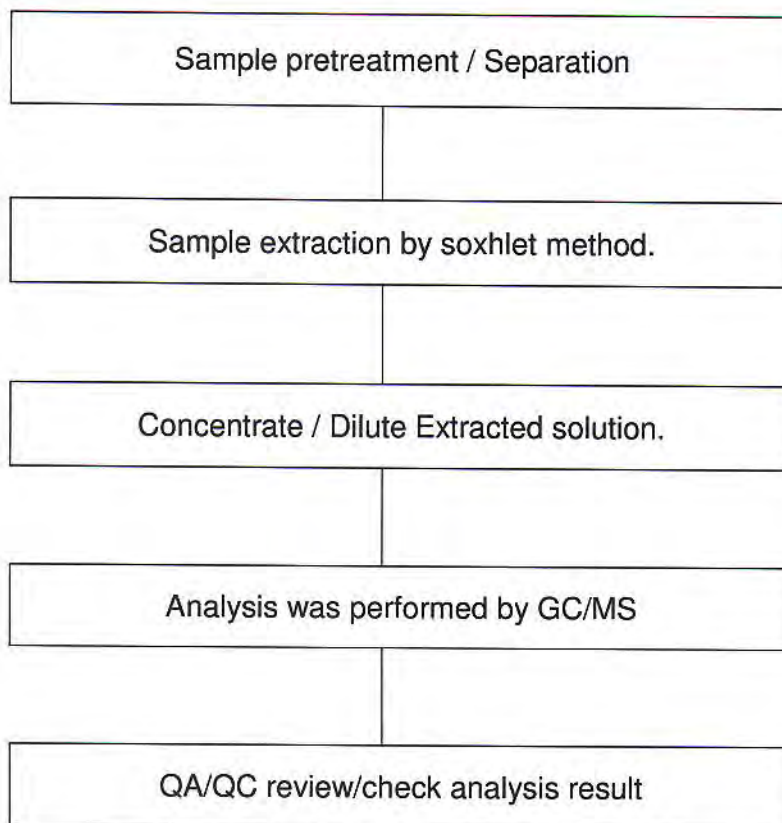 Sample pretreatment / Separation
Sample extraction by soxhlet method.
Concentrate / Dilute Extracted solution.
Analysis was performed by GC/MS
QA/QC review/check analysis result